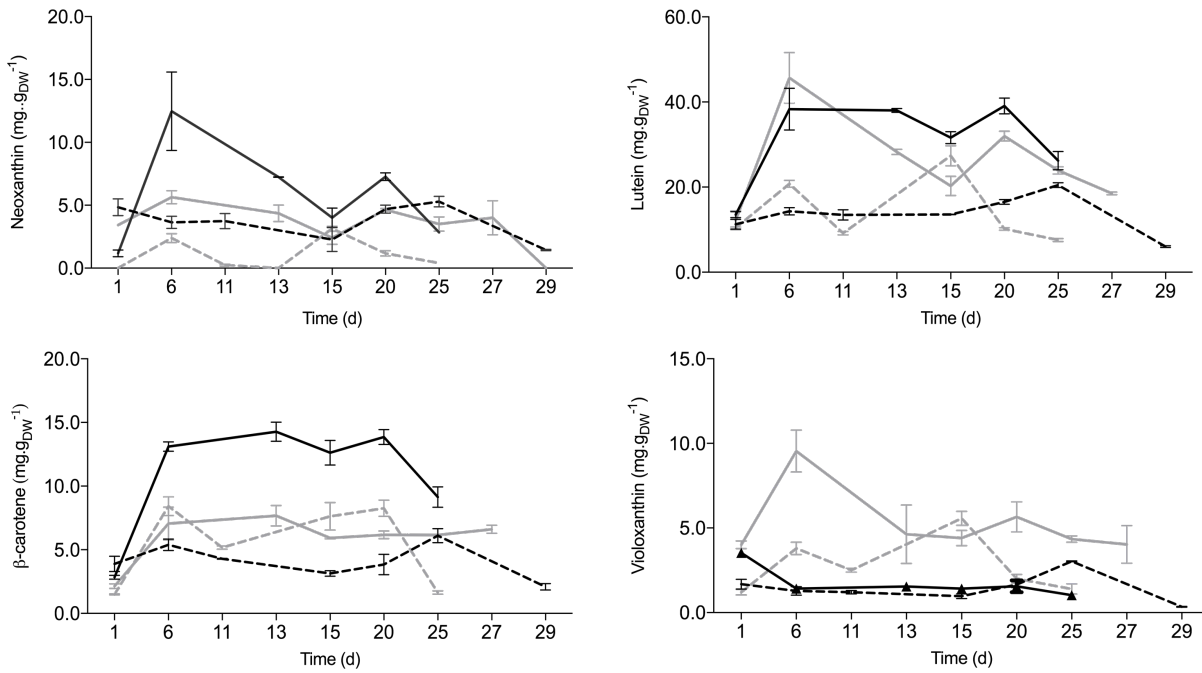 Neoxanthin (mg..gDW-1)
20.0
15.0
10.0
5.0
0.0
1 6 11 13 15 20 25 27 29
Time (d)
Lutein (mg.gDW-1)
60.0
40.0
20.0
0.0
1 6 11 13 15 20 25 27 29
Time (d)
β-carotene (mg.gDW-1)
20.0
15.0
10.0
5.0
0.0
1 6 11 13 15 20 25 27 29
Time (d)
Violoxanthin (mg.gDW-1)
15.0
10.0
5.0
0.0
1 6 11 13 15 20 25 27 29
Time (d)